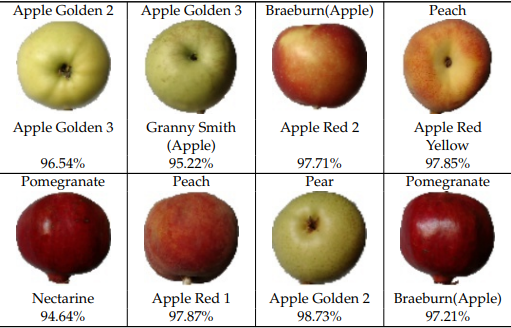 Apple Golden 2 Apple Golden 3 Braeburn(Apple) Peach
Apple Golden 3 Granny Smith (Apple) Apple Red 2 Apple Red Yellow
96.54% 95.22% 97.71% 97.85%
Pomegranate Peach Pear Pomegranate
Nectarine Apple Red 1 Apple Golden 2 Braeburn(Apple)
94.64% 97.87% 98.73% 97.21%